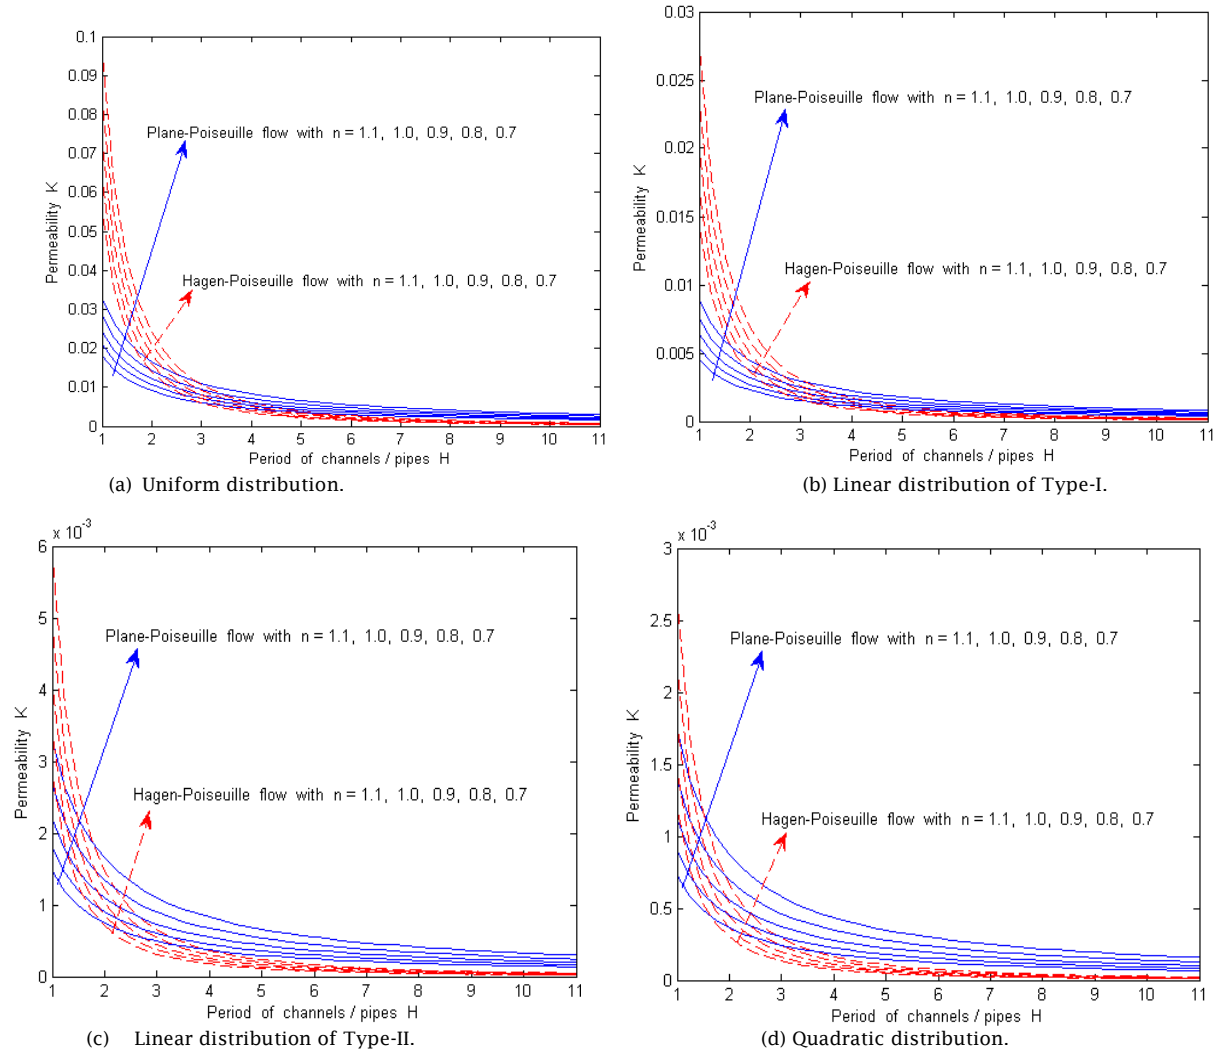 0.1
0.09
0.08
0.07
0.06
0.05
0.04
0.03
0.02
0.01
0
Permeability K
Plane-Poiseuille flow with n = 1.1, 1.0, 0.9, 0.8, 0.7
Hagen-Poiseuille flow with n = 1.1, 1.0, 0.9, 0.8, 0.7
1 2 3 4 5 6 7 8 9 10 11
Period of channels / pipes H
(a) Uniform distribution.
0.03
0.025
0.02
0.015
0.01
0.005
0
Permeability K
Plane-Poiseuille flow with n = 1.1, 1.0, 0.9, 0.8, 0.7
Hagen-Poiseuille flow with n = 1.1, 1.0, 0.9, 0.8, 0.7
1 2 3 4 5 6 7 8 9 10 11
Period of channels / pipes H
(b) Linear distribution of Type-I.
x 10⁻³
6
5
4
3
2
1
0
Permeability K
Plane-Poiseuille flow with n = 1.1, 1.0, 0.9, 0.8, 0.7
Hagen-Poiseuille flow with n = 1.1, 1.0, 0.9, 0.8, 0.7
1 2 3 4 5 6 7 8 9 10 11
Period of channels / pipes H
(c) Linear distribution of Type-II.
x 10⁻³
3
2.5
2
1.5
1
0.5
0
Permeability K
Plane-Poiseuille flow with n = 1.1, 1.0, 0.9, 0.8, 0.7
Hagen-Poiseuille flow with n = 1.1, 1.0, 0.9, 0.8, 0.7
1 2 3 4 5 6 7 8 9 10 11
Period of channels / pipes H
(d) Quadratic distribution.